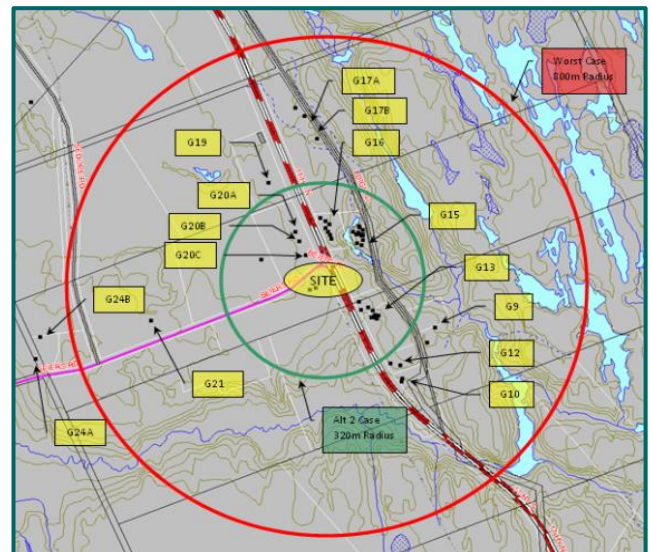 G17A
G17B
G16
Worst Case
800m Radius
G19
G20A
G20B
G20C
G15
SITE
G13
G9
G24B
G12
G21
G10
G24A
Alt 2 Case
320m Radius